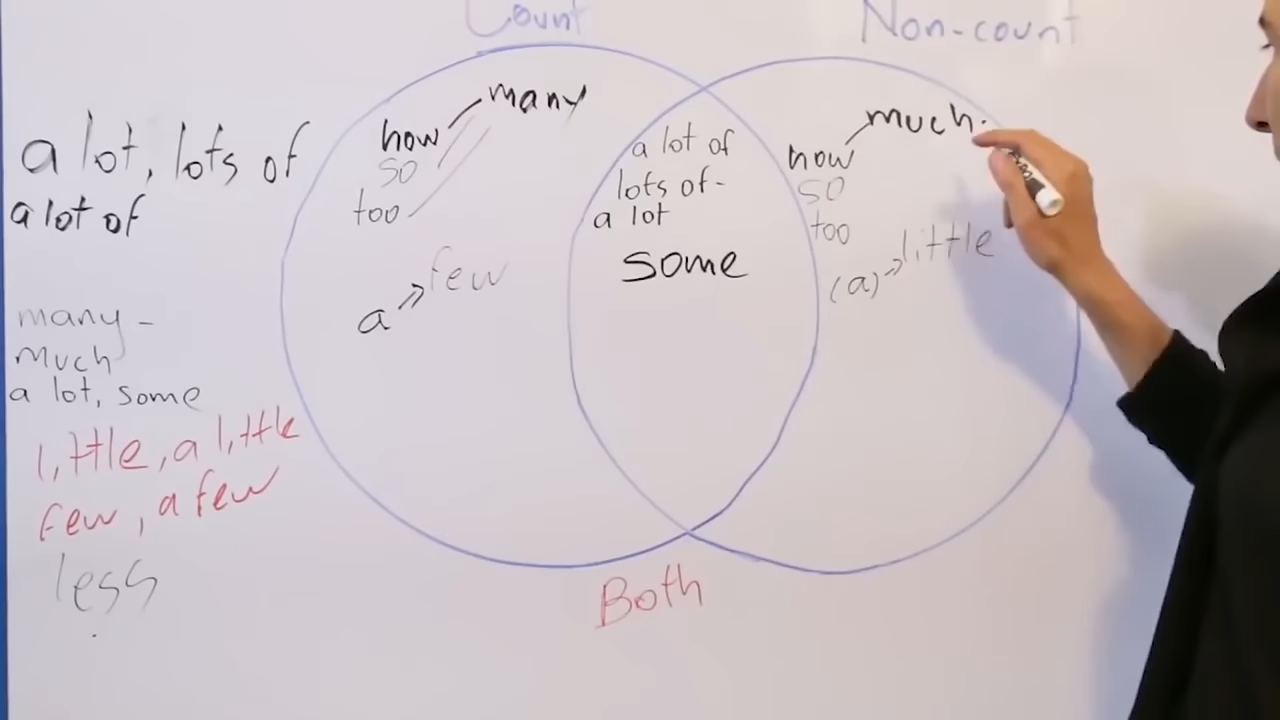 Count
Non-count
a lot, lots of
a lot of
many -
much
a lot, some
little, a little
few, a few
less
many
how
so
too
a few
a lot of
lots of-
a lot
some
much.
how
so
too
(a) little
Both